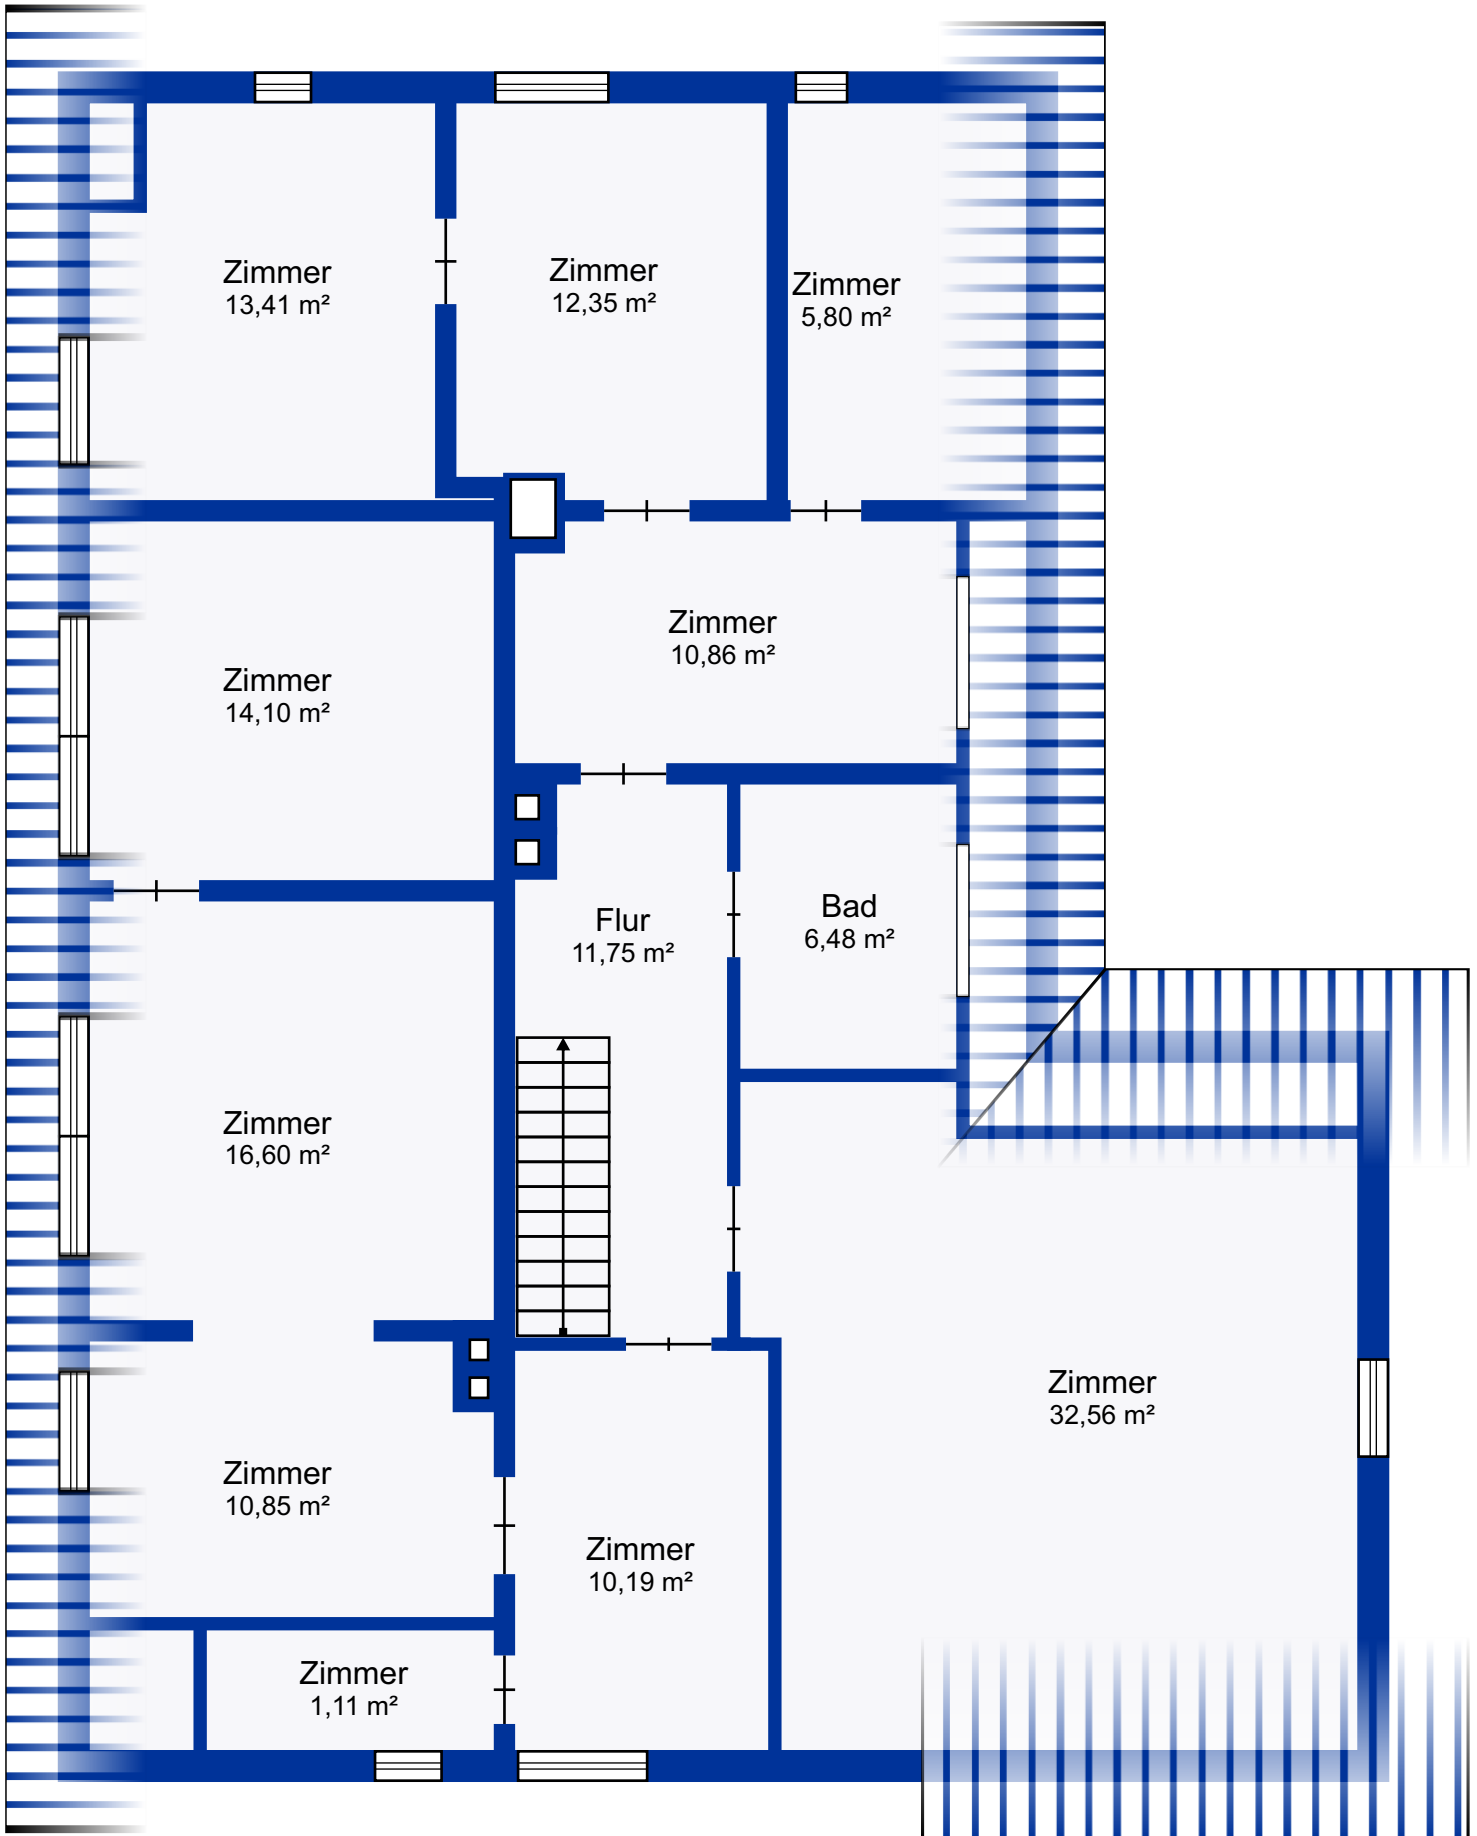 Zimmer
13,41 m²
Zimmer
12,35 m²
Zimmer
5,80 m²
Zimmer
10,86 m²
Zimmer
14,10 m²
Flur
11,75 m²
Bad
6,48 m²
Zimmer
16,60 m²
Zimmer
32,56 m²
Zimmer
10,85 m²
Zimmer
10,19 m²
Zimmer
1,11 m²